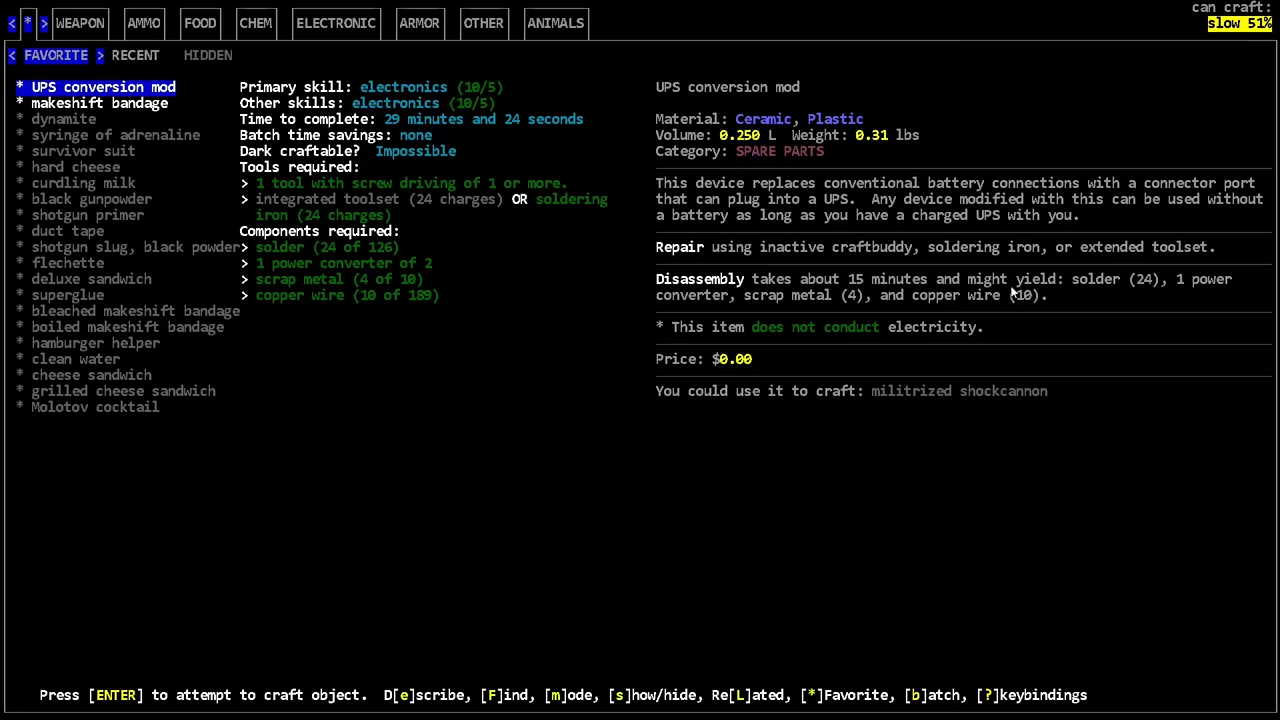 can craft:
< * > WEAPON AMMO FOOD CHEM ELECTRONIC ARMOR OTHER ANIMALS slow 51%
< FAVORITE > RECENT HIDDEN
* UPS conversion mod
* makeshift bandage
* dynamite
* syringe of adrenaline
* survivor suit
* hard cheese
* curdling milk
* black gunpowder
* shotgun primer
* duct tape
* shotgun slug, black powder
* flechette
* deluxe sandwich
* superglue
* bleached makeshift bandage
* boiled makeshift bandage
* hamburger helper
* clean water
* cheese sandwich
* grilled cheese sandwich
* Molotov cocktail
Primary skill: electronics (10/5)
Other skills: electronics (10/5)
Time to complete: 29 minutes and 24 seconds
Batch time savings: none
Dark craftable? Impossible
Tools required:
> 1 tool with screw driving of 1 or more.
> integrated toolset (24 charges) OR soldering
iron (24 charges)
Components required:
> solder (24 of 126)
> 1 power converter of 2
> scrap metal (4 of 10)
> copper wire (10 of 189)
UPS conversion mod
Material: Ceramic, Plastic
Volume: 0.250 L Weight: 0.31 lbs
Category: SPARE PARTS
This device replaces conventional battery connections with a connector port
that can plug into a UPS. Any device modified with this can be used without
a battery as long as you have a charged UPS with you.
Repair using inactive craftbuddy, soldering iron, or extended toolset.
Disassembly takes about 15 minutes and might yield: solder (24), 1 power
converter, scrap metal (4), and copper wire (10).
* This item does not conduct electricity.
Price: $0.00
You could use it to craft: militrized shockcannon
Press [ENTER] to attempt to craft object. D[e]scribe, [F]ind, [m]ode, [s]how/hide, Re[L]ated, [*]Favorite, [b]atch, [?]keybindings